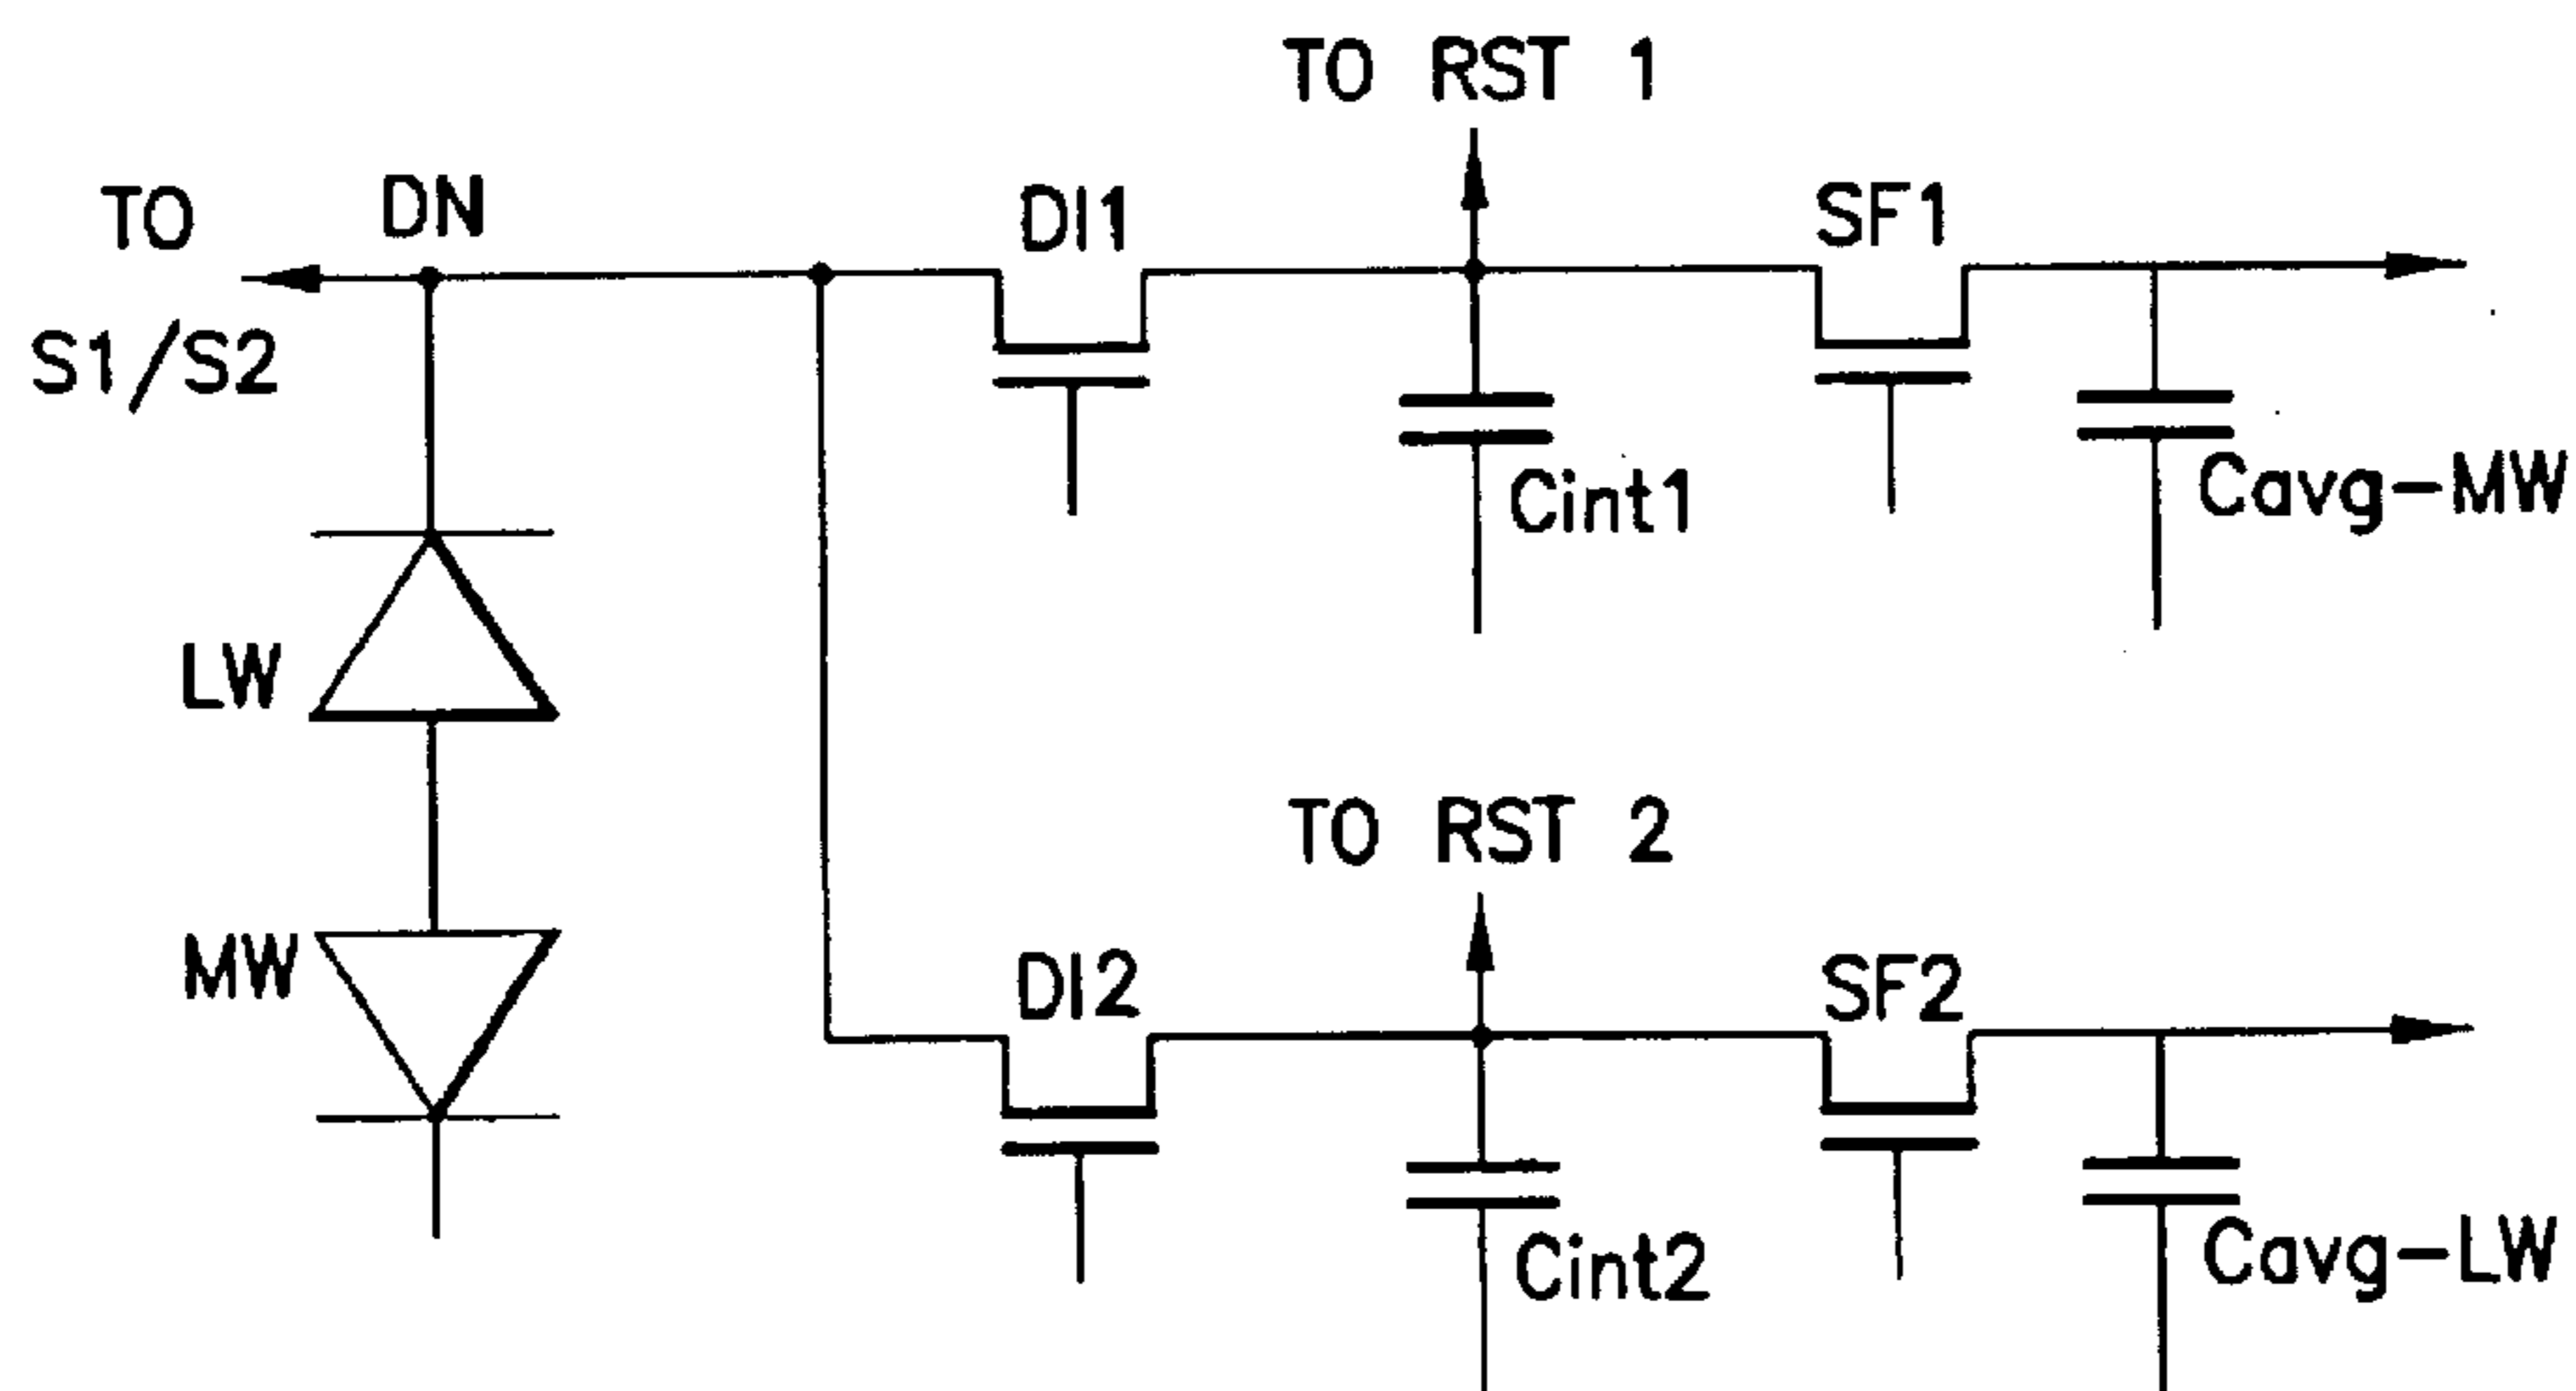 TO RST 1
TO
S1/S2
DN
DI1
SF1
Cint1
Cavg-MW
LW
MW
TO RST 2
DI2
SF2
Cint2
Cavg-LW